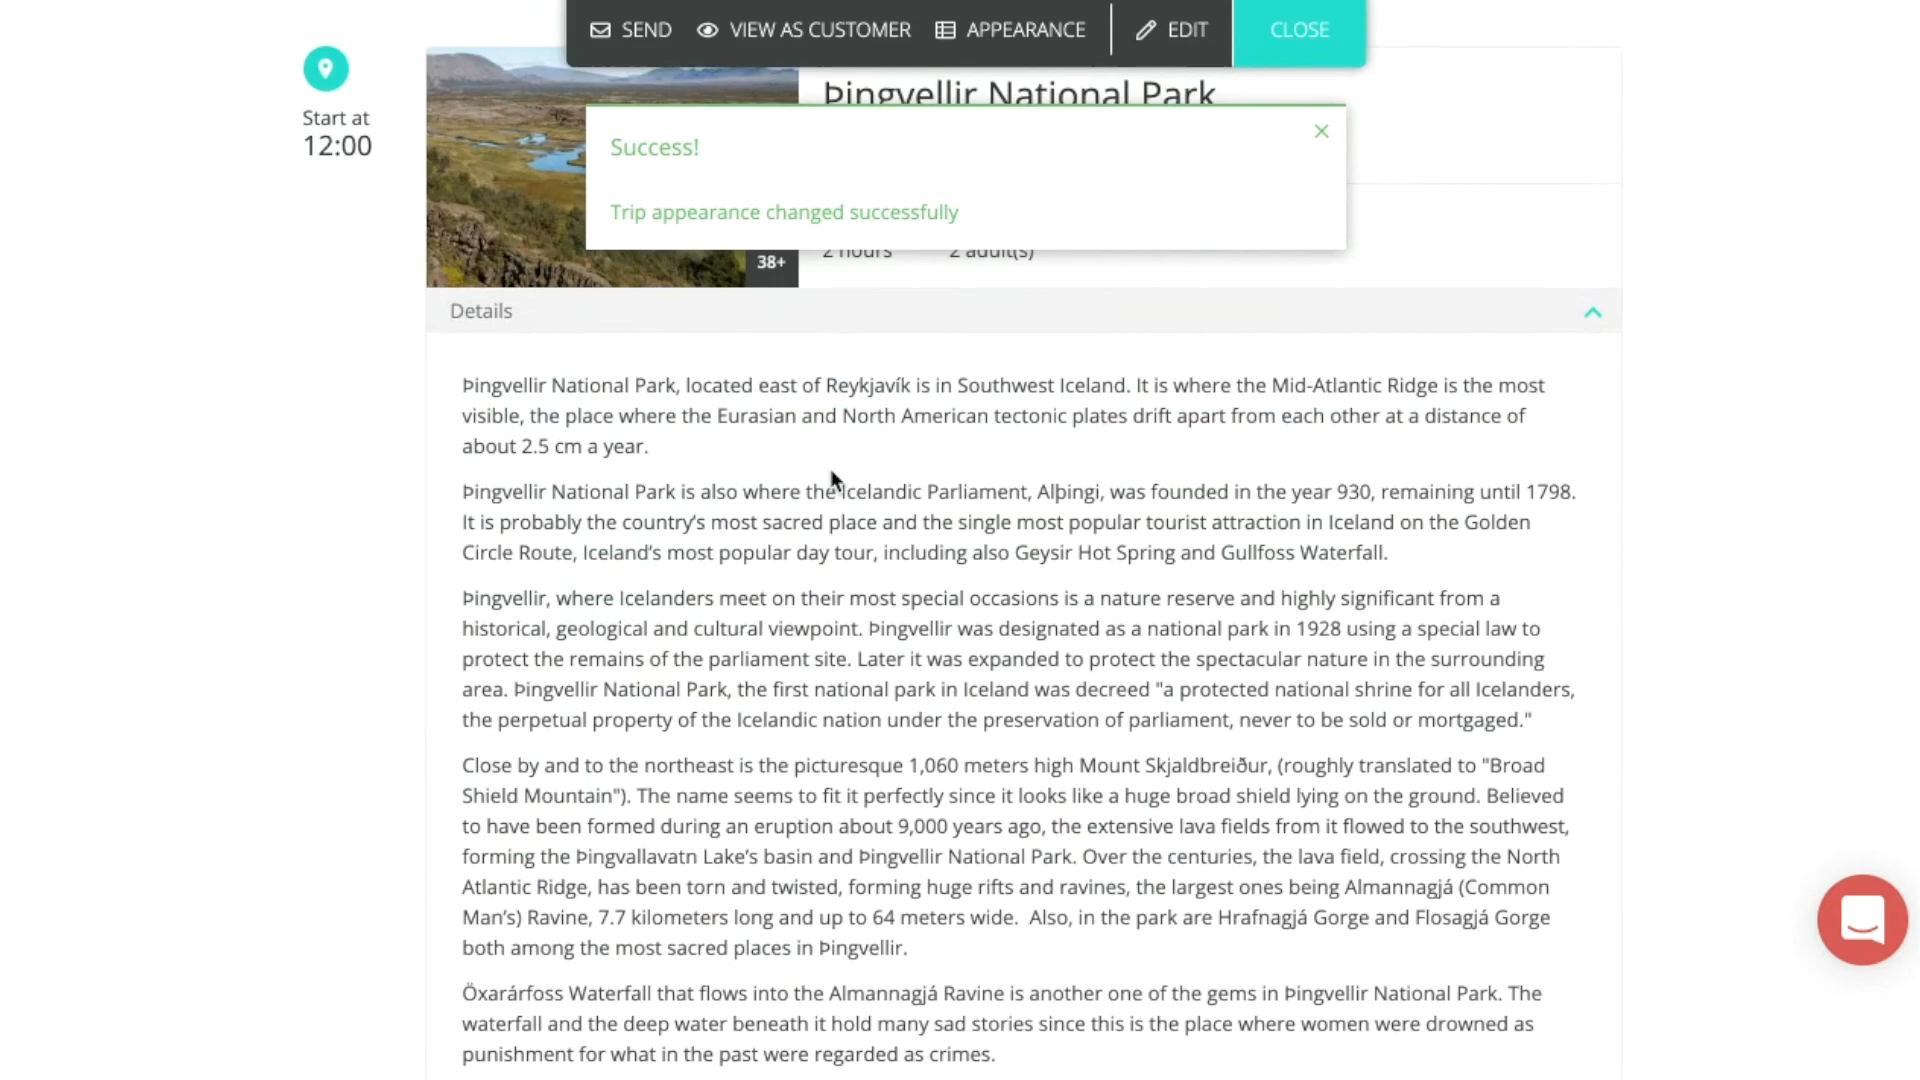 SEND VIEW AS CUSTOMER APPEARANCE EDIT CLOSE
Start at
12:00
Þingvellir National Park
Success!
Trip appearance changed successfully
2 hours 2 adult(s)
38+
Details
Þingvellir National Park, located east of Reykjavík is in Southwest Iceland. It is where the Mid-Atlantic Ridge is the most
visible, the place where the Eurasian and North American tectonic plates drift apart from each other at a distance of
about 2.5 cm a year.
Þingvellir National Park is also where the Icelandic Parliament, Alþingi, was founded in the year 930, remaining until 1798.
It is probably the country's most sacred place and the single most popular tourist attraction in Iceland on the Golden
Circle Route, Iceland's most popular day tour, including also Geysir Hot Spring and Gullfoss Waterfall.
Þingvellir, where Icelanders meet on their most special occasions is a nature reserve and highly significant from a
historical, geological and cultural viewpoint. Þingvellir was designated as a national park in 1928 using a special law to
protect the remains of the parliament site. Later it was expanded to protect the spectacular nature in the surrounding
area. Þingvellir National Park, the first national park in Iceland was decreed "a protected national shrine for all Icelanders,
the perpetual property of the Icelandic nation under the preservation of parliament, never to be sold or mortgaged."
Close by and to the northeast is the picturesque 1,060 meters high Mount Skjaldbreiður, (roughly translated to "Broad
Shield Mountain"). The name seems to fit it perfectly since it looks like a huge broad shield lying on the ground. Believed
to have been formed during an eruption about 9,000 years ago, the extensive lava fields from it flowed to the southwest,
forming the Þingvallavatn Lake's basin and Þingvellir National Park. Over the centuries, the lava field, crossing the North
Atlantic Ridge, has been torn and twisted, forming huge rifts and ravines, the largest ones being Almannagjá (Common
Man's) Ravine, 7.7 kilometers long and up to 64 meters wide.  Also, in the park are Hrafnagjá Gorge and Flosagjá Gorge
both among the most sacred places in Þingvellir.
Öxarárfoss Waterfall that flows into the Almannagjá Ravine is another one of the gems in Þingvellir National Park. The
waterfall and the deep water beneath it hold many sad stories since this is the place where women were drowned as
punishment for what in the past were regarded as crimes.